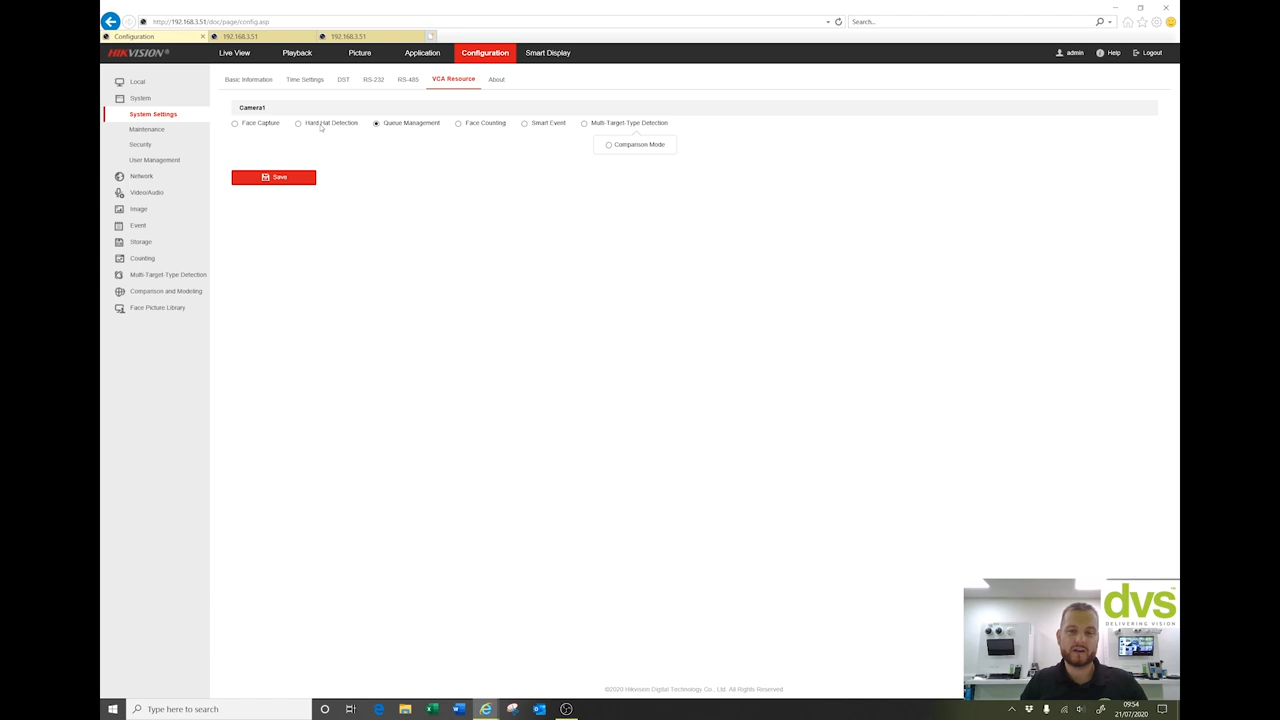 http://192.168.3.51/doc/page/config.asp
Search...
Configuration
192.168.3.51
192.168.3.51
HIKVISION®
Live View
Playback
Picture
Application
Configuration
Smart Display
admin
Help
Logout
Local
System
System Settings
Maintenance
Security
User Management
Network
Video/Audio
Image
Event
Storage
Counting
Multi-Target-Type Detection
Comparison and Modeling
Face Picture Library
Basic Information
Time Settings
DST
RS-232
RS-485
VCA Resource
About
Camera1
Face Capture
Hard Hat Detection
Queue Management
Face Counting
Smart Event
Multi-Target-Type Detection
Comparison Mode
Save
©2020 Hikvision Digital Technology Co., Ltd. All Rights Reserved
dvs
DELIVERING VISION
Type here to search
09:54
21/07/2020